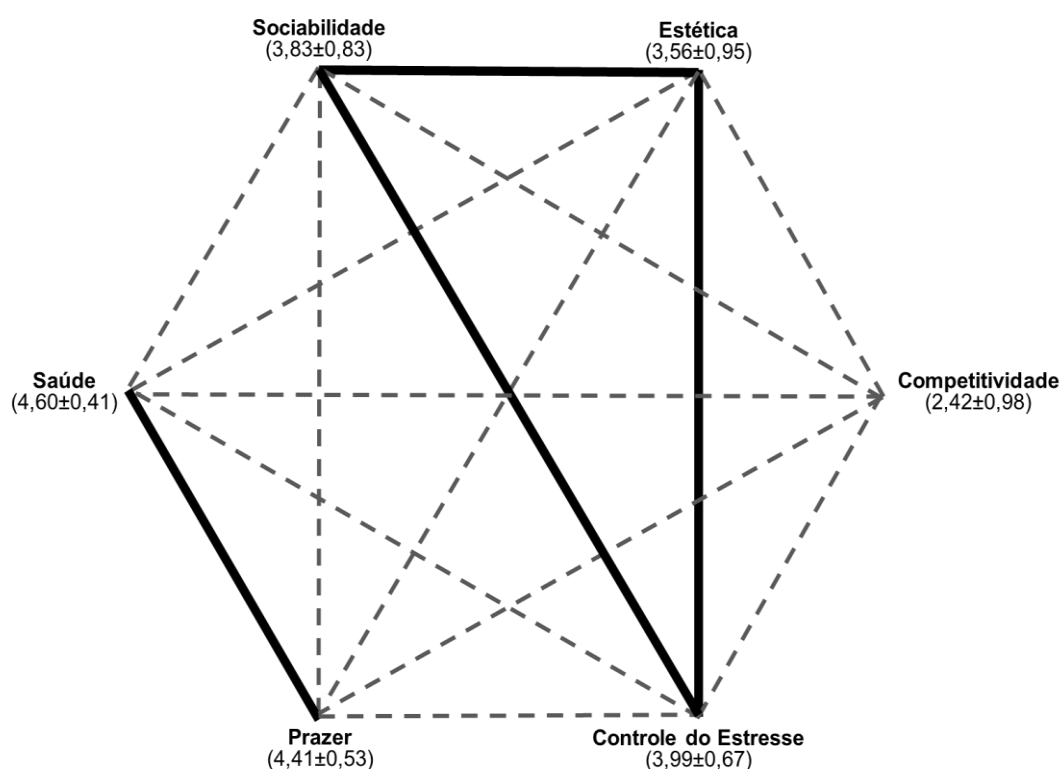 Sociabilidade
(3,83±0,83)
Estética
(3,56±0,95)
Saúde
(4,60±0,41)
Competitividade
(2,42±0,98)
Prazer
(4,41±0,53)
Controle do Estresse
(3,99±0,67)